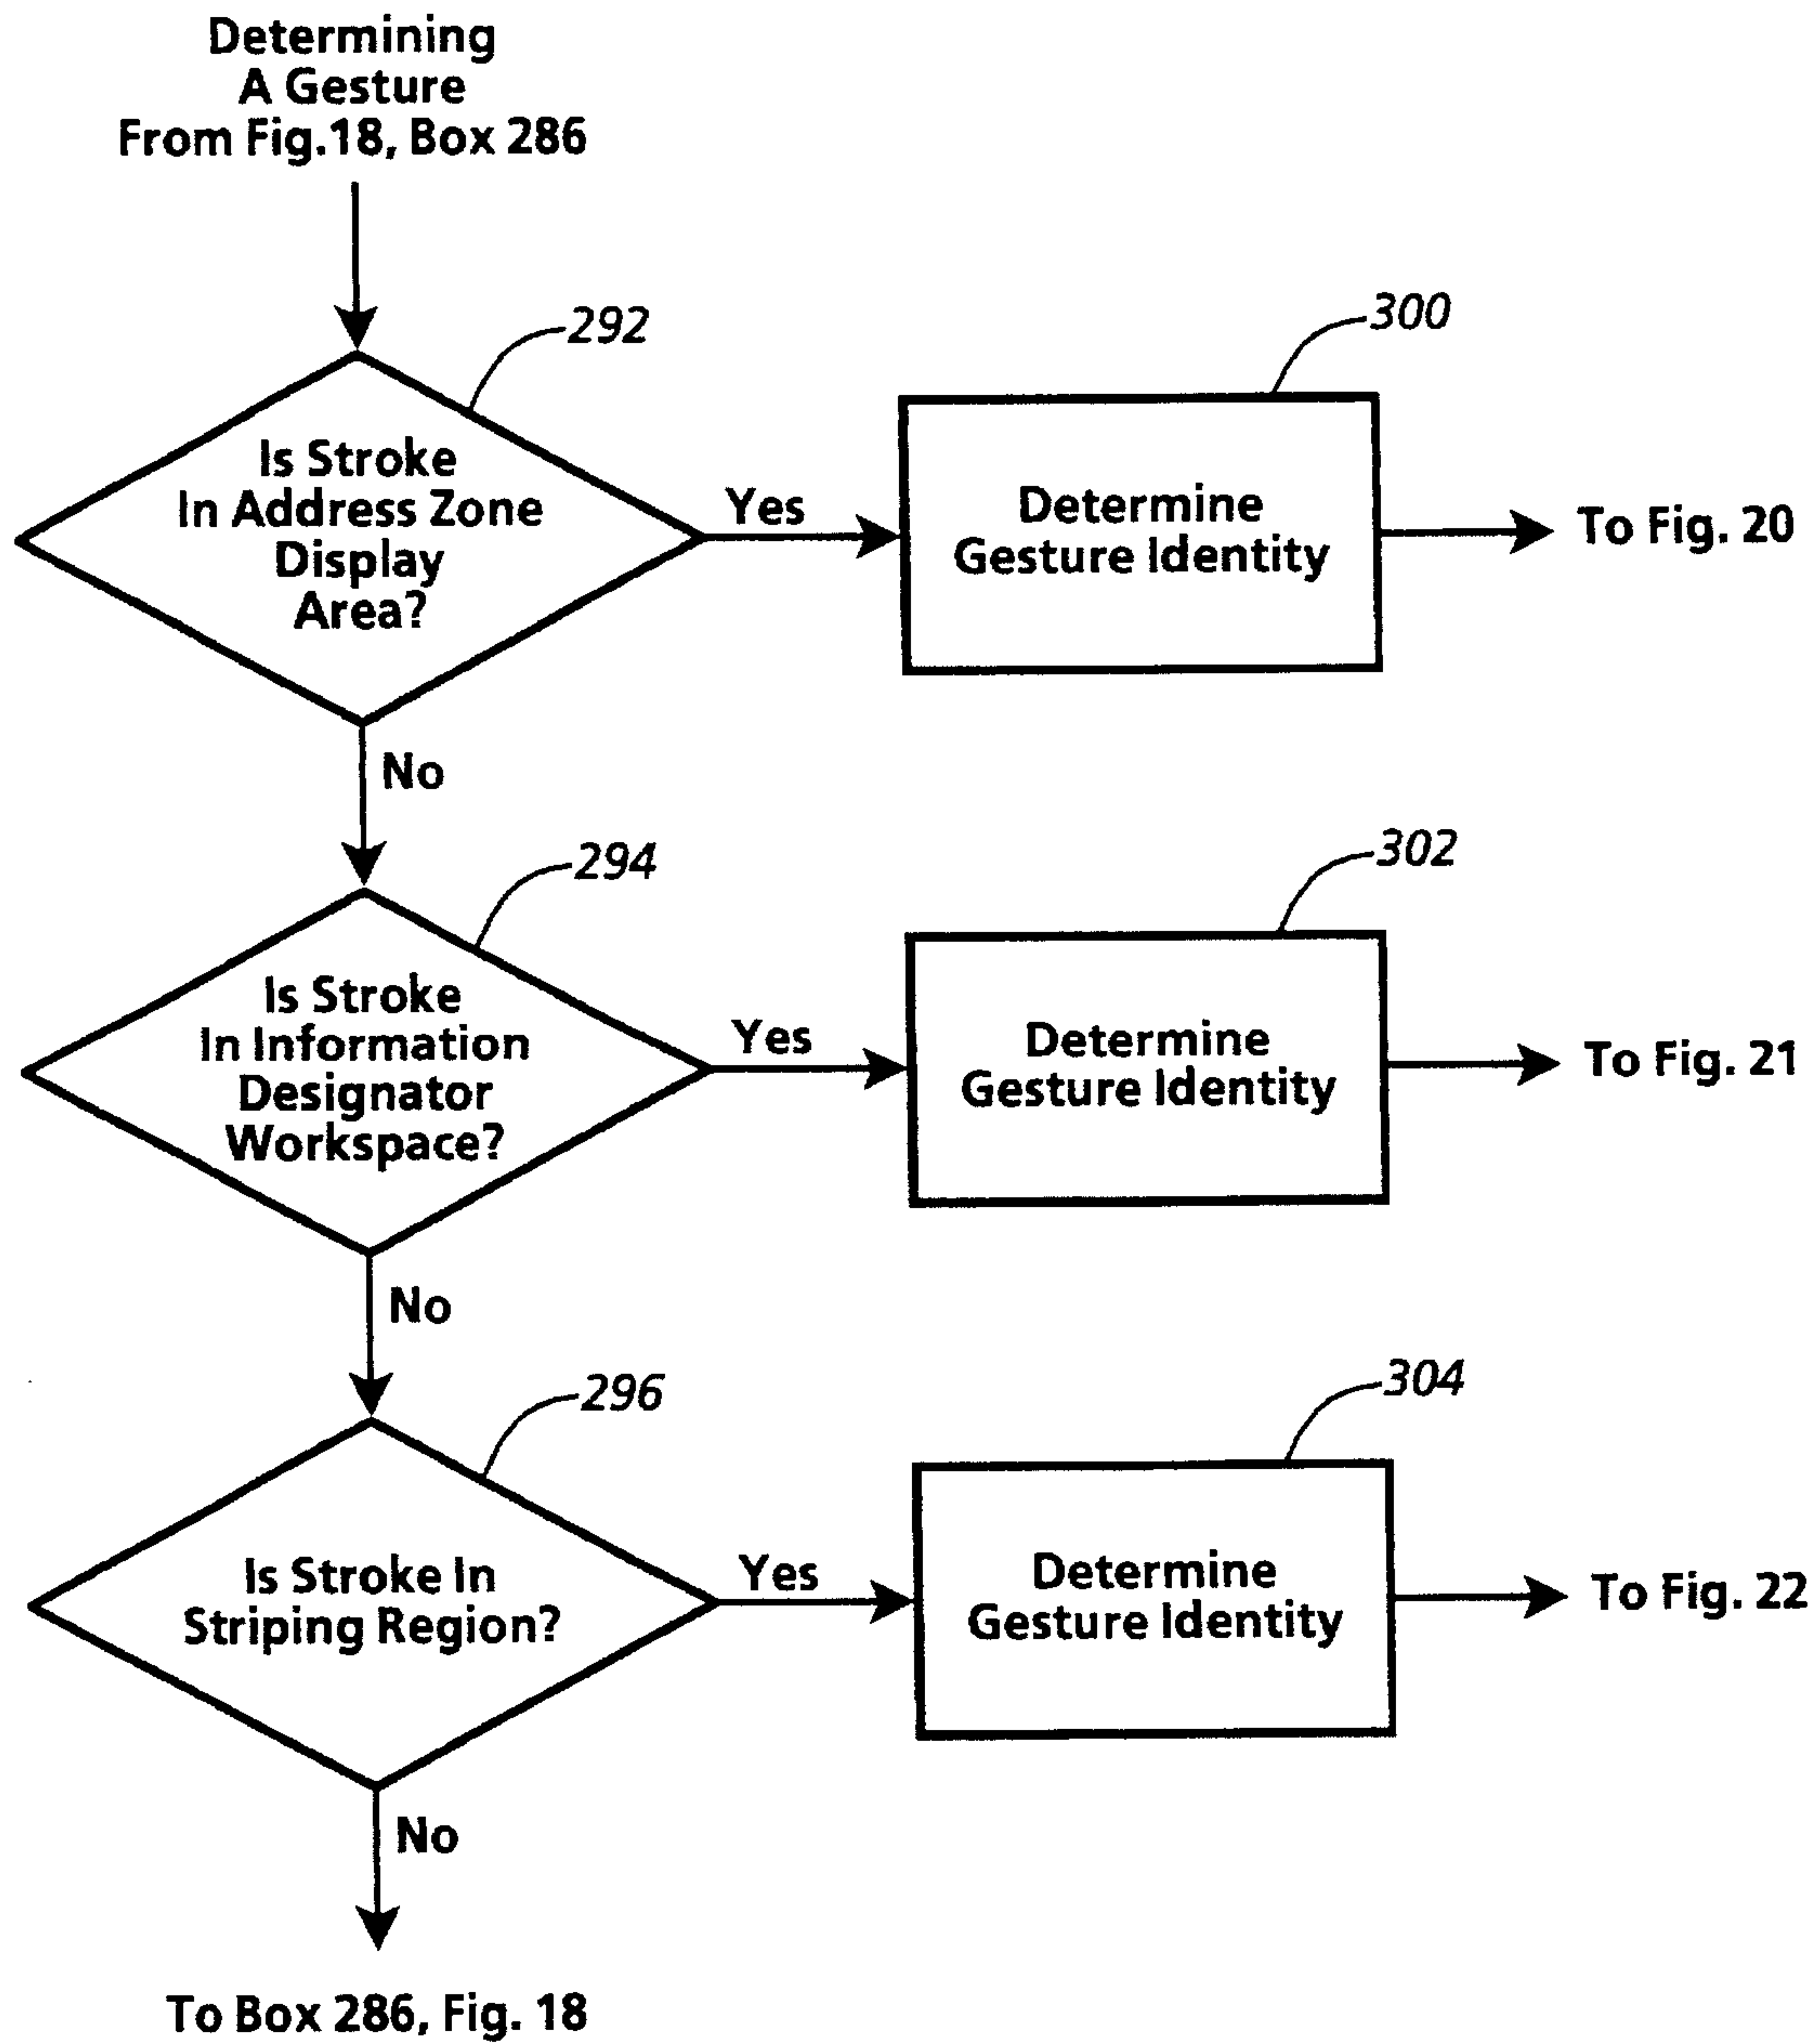 Determining
A Gesture
From Fig.18, Box 286
292
300
Is Stroke
In Address Zone
Display
Area?
Yes
Determine
Gesture Identity
To Fig. 20
No
294
302
Is Stroke
In Information
Designator
Workspace?
Yes
Determine
Gesture Identity
To Fig. 21
No
296
304
Is Stroke In
Striping Region?
Yes
Determine
Gesture Identity
To Fig. 22
No
To Box 286, Fig. 18